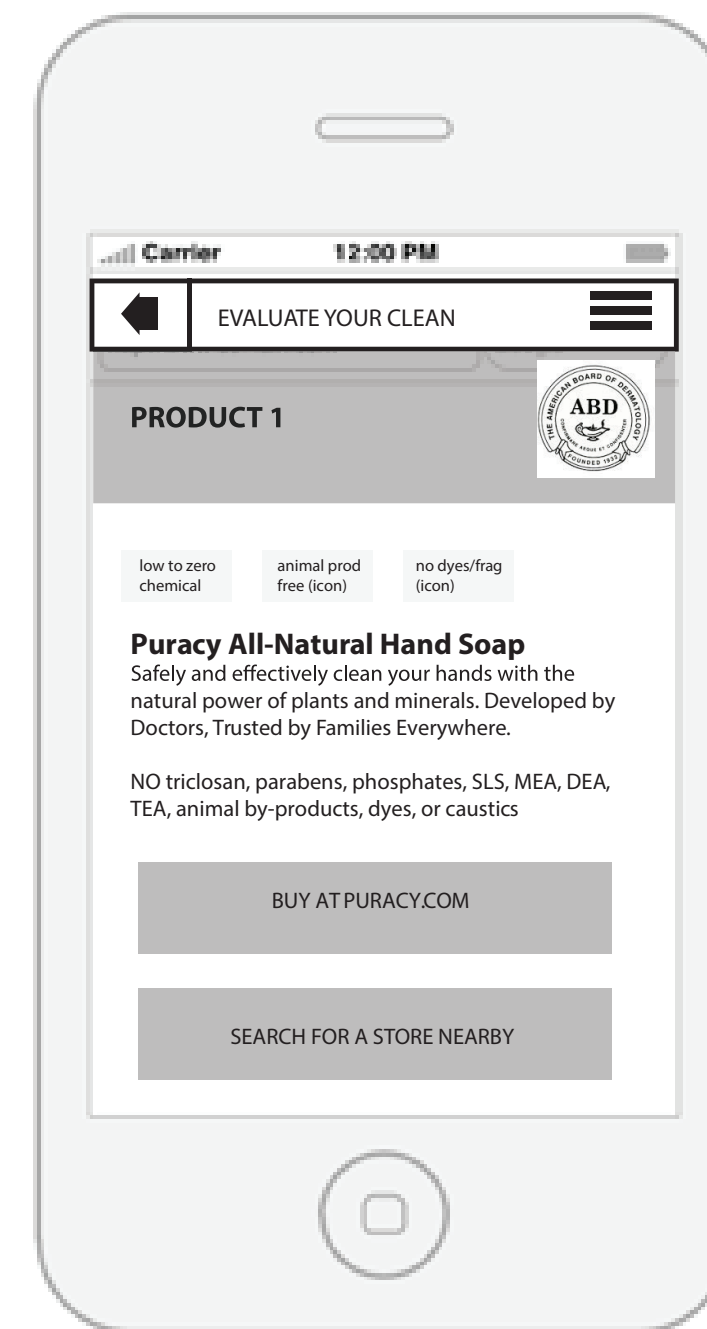 Carrier 12:00 PM
EVALUATE YOUR CLEAN
PRODUCT 1
THE AMERICAN BOARD OF DERMATOLOGY
ABD
FOUNDED 1932
low to zero
chemical
animal prod
free (icon)
no dyes/frag
(icon)
Puracy All-Natural Hand Soap
Safely and effectively clean your hands with the
natural power of plants and minerals. Developed by
Doctors, Trusted by Families Everywhere.
NO triclosan, parabens, phosphates, SLS, MEA, DEA,
TEA, animal by-products, dyes, or caustics
BUY AT PURACY.COM
SEARCH FOR A STORE NEARBY